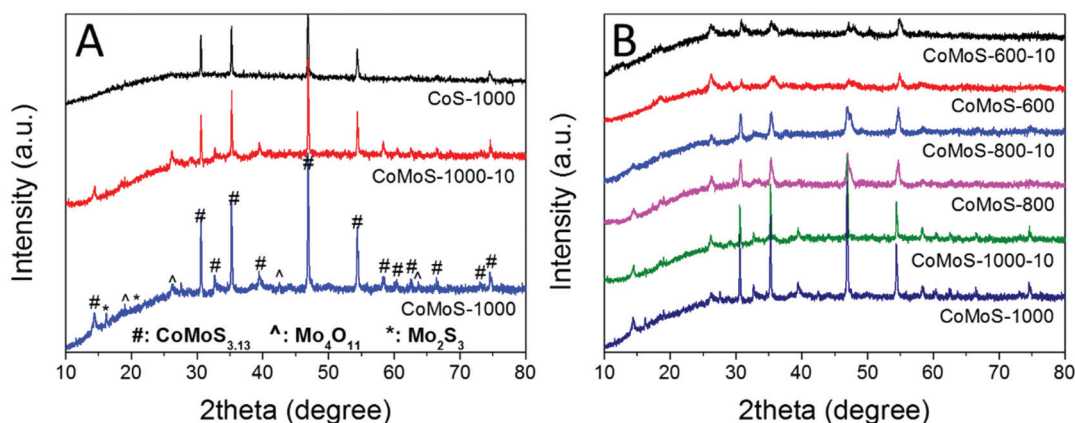 A
Intensity (a.u.)
CoS-1000
CoMoS-1000-10
#
#
#
#
#
#
#
#
#
#
#
#
^
^
^
^
*
*
CoMoS-1000
#: CoMoS3.13 ^: Mo4O11 *: Mo2S3
10 20 30 40 50 60 70 80
2theta (degree)
B
Intensity (a.u.)
CoMoS-600-10
CoMoS-600
CoMoS-800-10
CoMoS-800
CoMoS-1000-10
CoMoS-1000
10 20 30 40 50 60 70 80
2theta (degree)